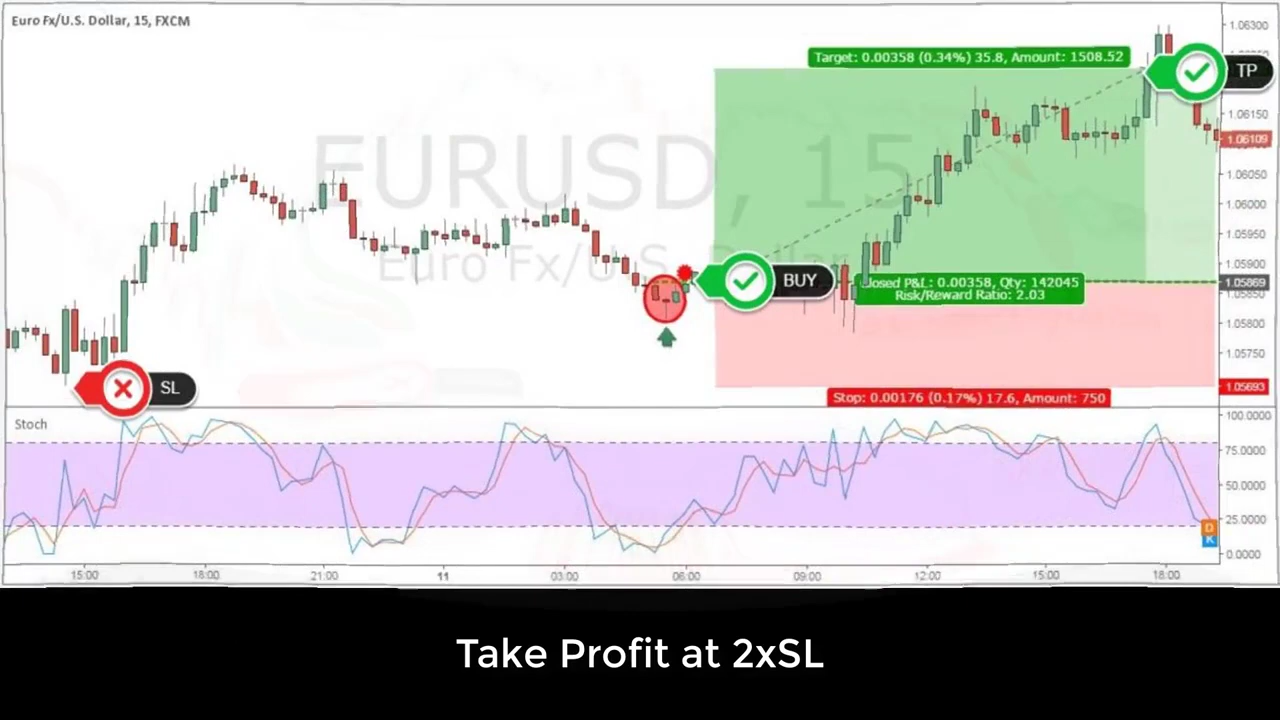 Euro Fx/U.S. Dollar, 15, FXCM
EURUSD, 15
Euro Fx/U.S. Dollar
Target: 0.00358 (0.34%) 35.8, Amount: 1508.52
TP
BUY
Closed P&L: 0.00358, Qty: 142045
Risk/Reward Ratio: 2.03
SL
Stop: 0.00176 (0.17%) 17.6, Amount: 750
1.06300
1.06150
1.06109
1.06050
1.06000
1.05950
1.05900
1.05869
1.05850
1.05800
1.05750
1.05693
Stoch
100.0000
75.0000
50.0000
25.0000
0.0000
D
K
15:00 18:00 21:00 11 03:00 06:00 09:00 12:00 15:00 18:00
Take Profit at 2xSL